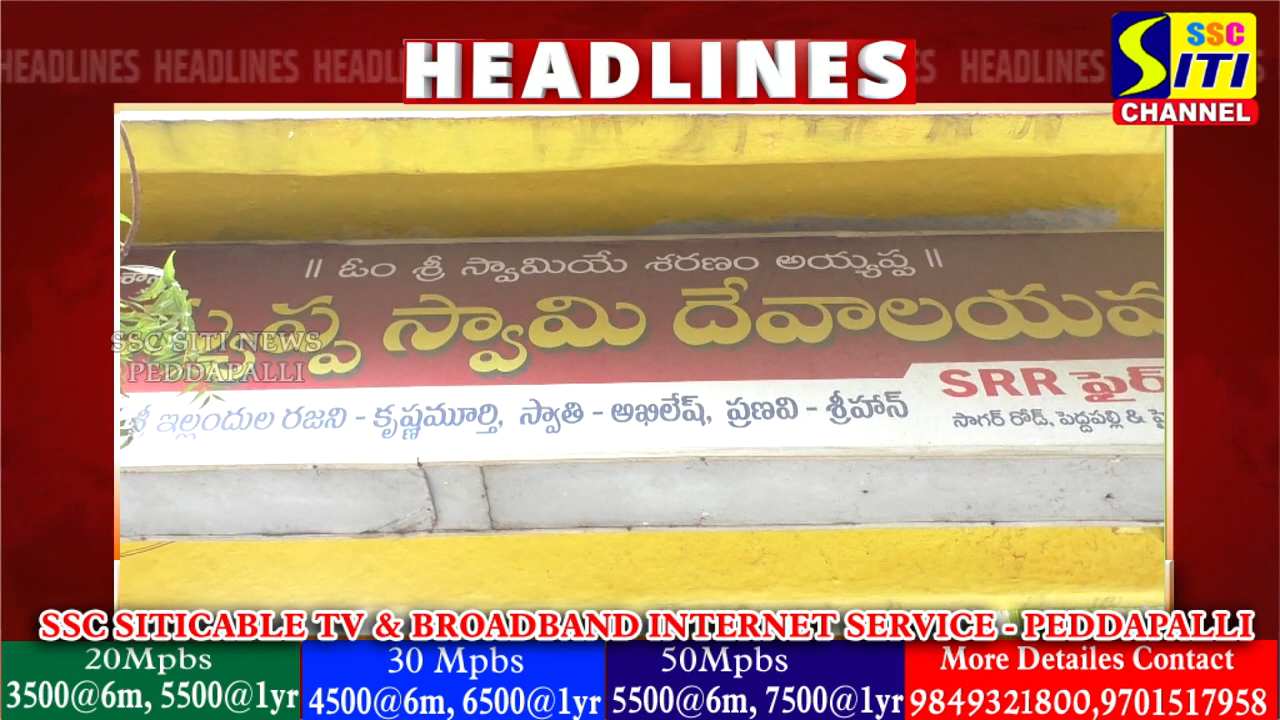 HEADLINES HEADLINES
HEADLINES
HEADLINES
SSC
SITI
CHANNEL
॥ ఓం శ్రీ స్వామియే శరణం అయ్యప్ప ॥
స్వామి దేవాలయము
SSC SITI NEWS
PEDDAPALLI
SRR ఫైర్
శ్రీ ఇల్లందుల రజని - కృష్ణమూర్తి, స్వాతి - అఖిలేష్, ప్రణవి - శ్రీహాన్
సాగర్ రోడ్, పెద్దపల్లి &
SSC SITICABLE TV & BROADBAND INTERNET SERVICE - PEDDAPALLI
20Mpbs
3500@6m, 5500@1yr
30 Mpbs
4500@6m, 6500@1yr
50Mpbs
5500@6m, 7500@1yr
More Detailes Contact
9849321800,9701517958